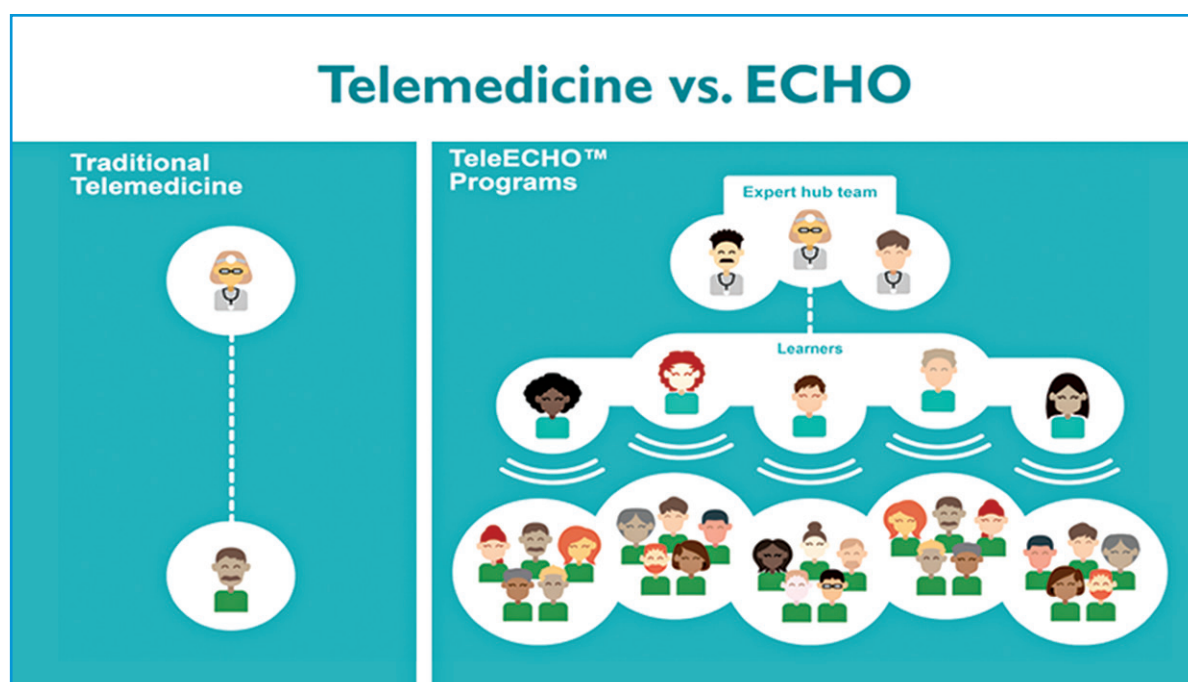 Telemedicine vs. ECHO
Traditional
Telemedicine
TeleECHO™
Programs
Expert hub team
Learners